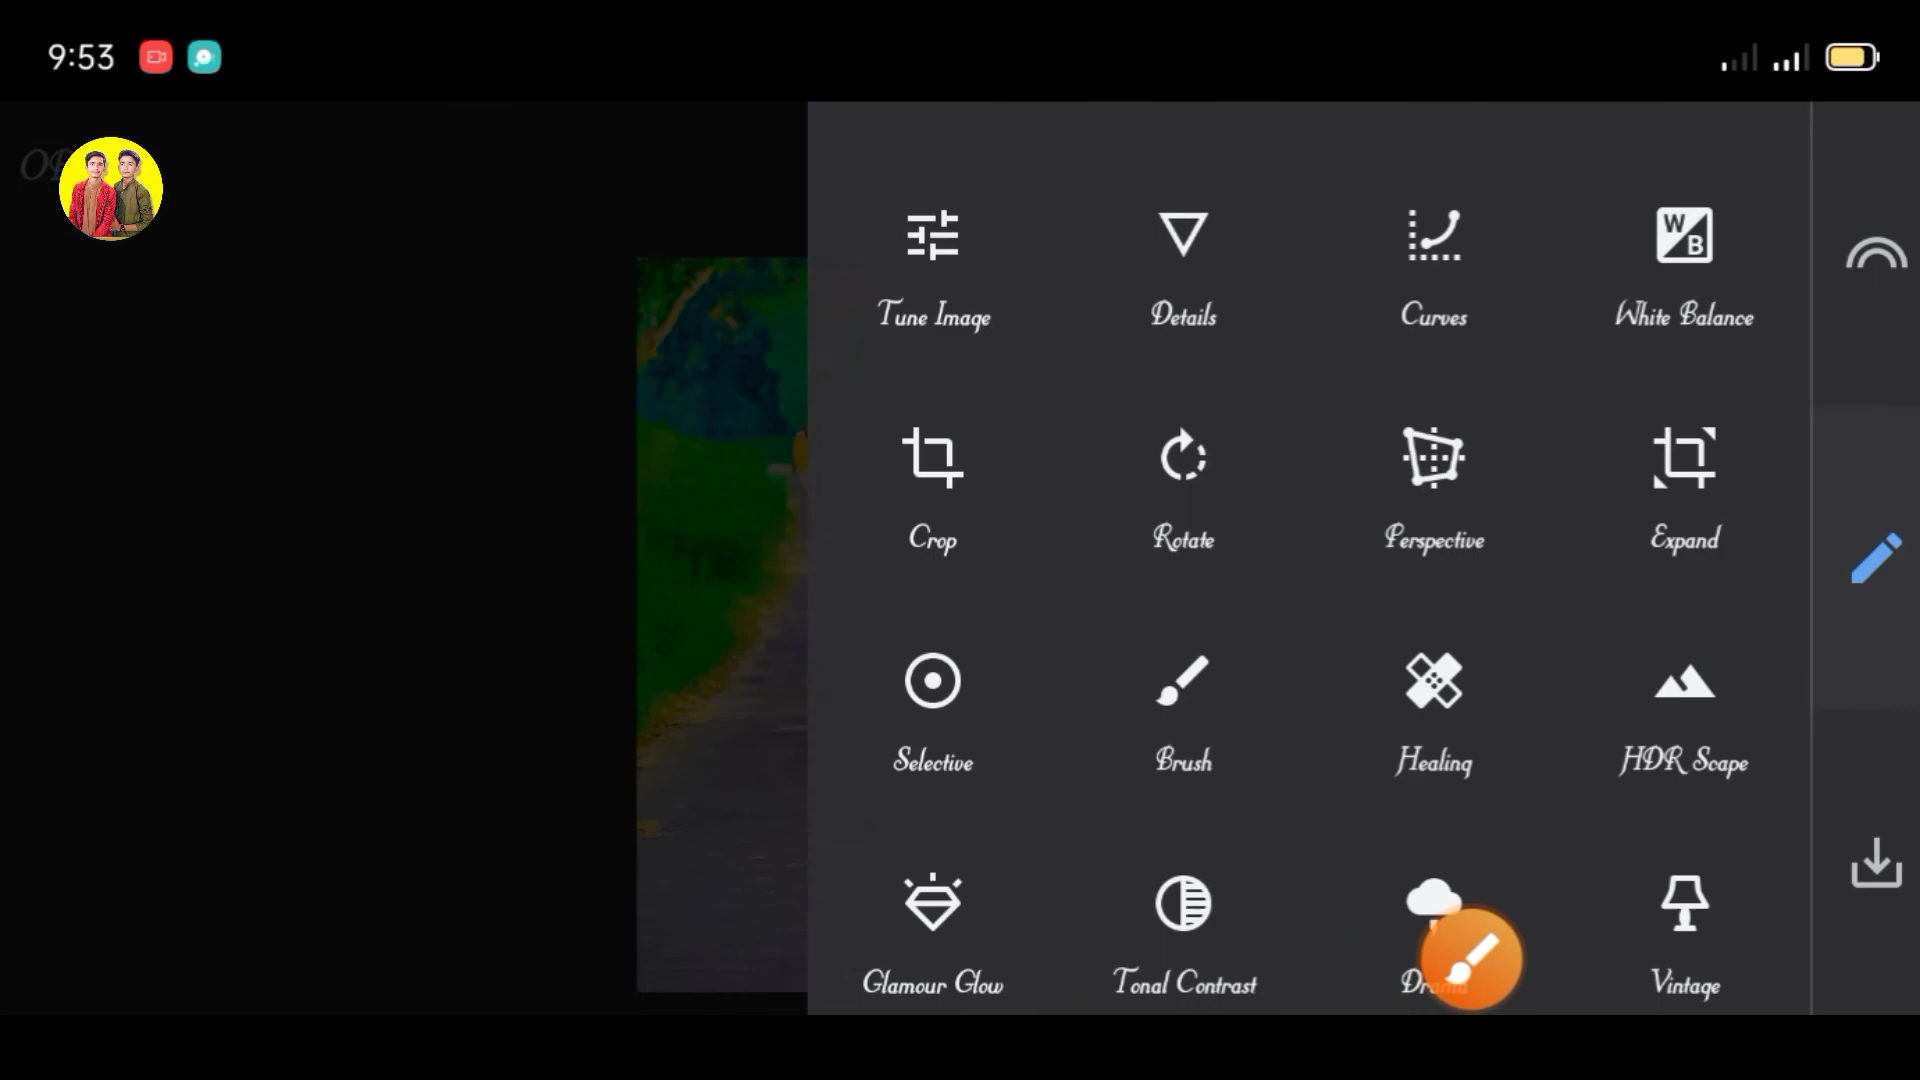 9:53
Tune Image
Details
Curves
White Balance
W
B
Crop
Rotate
Perspective
Expand
Selective
Brush
Healing
HDR Scape
Glamour Glow
Tonal Contrast
Vintage